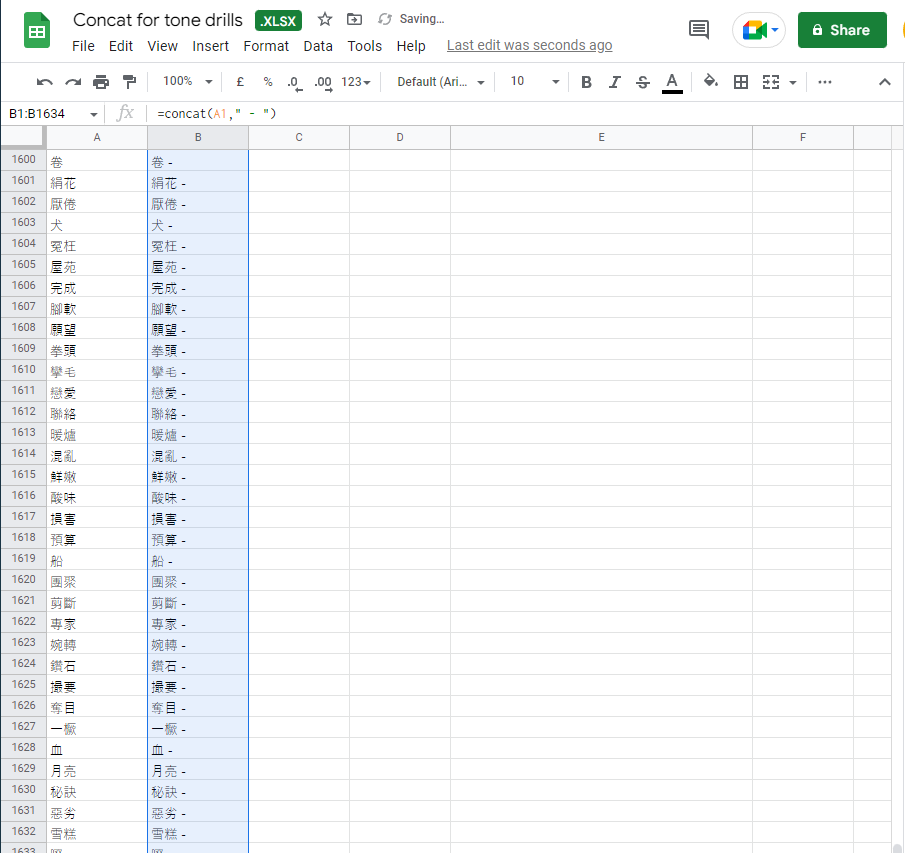 Concat for tone drills .XLSX Saving...
File Edit View Insert Format Data Tools Help Last edit was seconds ago
Share
100% £ % .0 .00 123 Default (Ari... 10 B I S A
B1:B1634 fx =concat(A1," - ")
A B C D E F
1600 卷 卷 -
1601 絹花 絹花 -
1602 厭倦 厭倦 -
1603 犬 犬 -
1604 冤枉 冤枉 -
1605 屋苑 屋苑 -
1606 完成 完成 -
1607 腳軟 腳軟 -
1608 願望 願望 -
1609 拳頭 拳頭 -
1610 攣毛 攣毛 -
1611 戀愛 戀愛 -
1612 聯絡 聯絡 -
1613 暖爐 暖爐 -
1614 混亂 混亂 -
1615 鮮嫩 鮮嫩 -
1616 酸味 酸味 -
1617 損害 損害 -
1618 預算 預算 -
1619 船 船 -
1620 團聚 團聚 -
1621 剪斷 剪斷 -
1622 專家 專家 -
1623 婉轉 婉轉 -
1624 鑽石 鑽石 -
1625 撮要 撮要 -
1626 奪目 奪目 -
1627 一橛 一橛 -
1628 血 血 -
1629 月亮 月亮 -
1630 秘訣 秘訣 -
1631 惡劣 惡劣 -
1632 雪糕 雪糕 -
1633